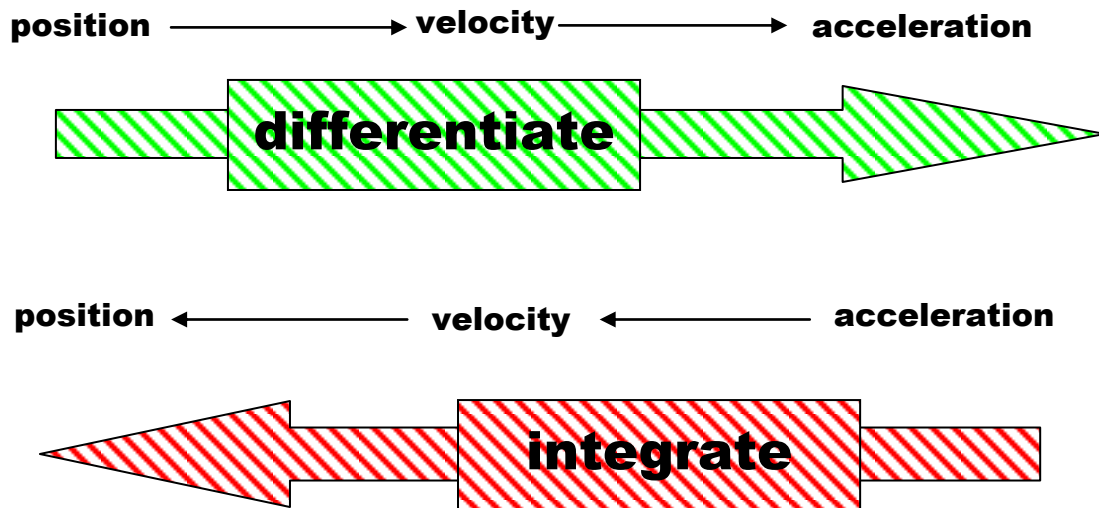 position velocity acceleration
differentiate
position velocity acceleration
integrate